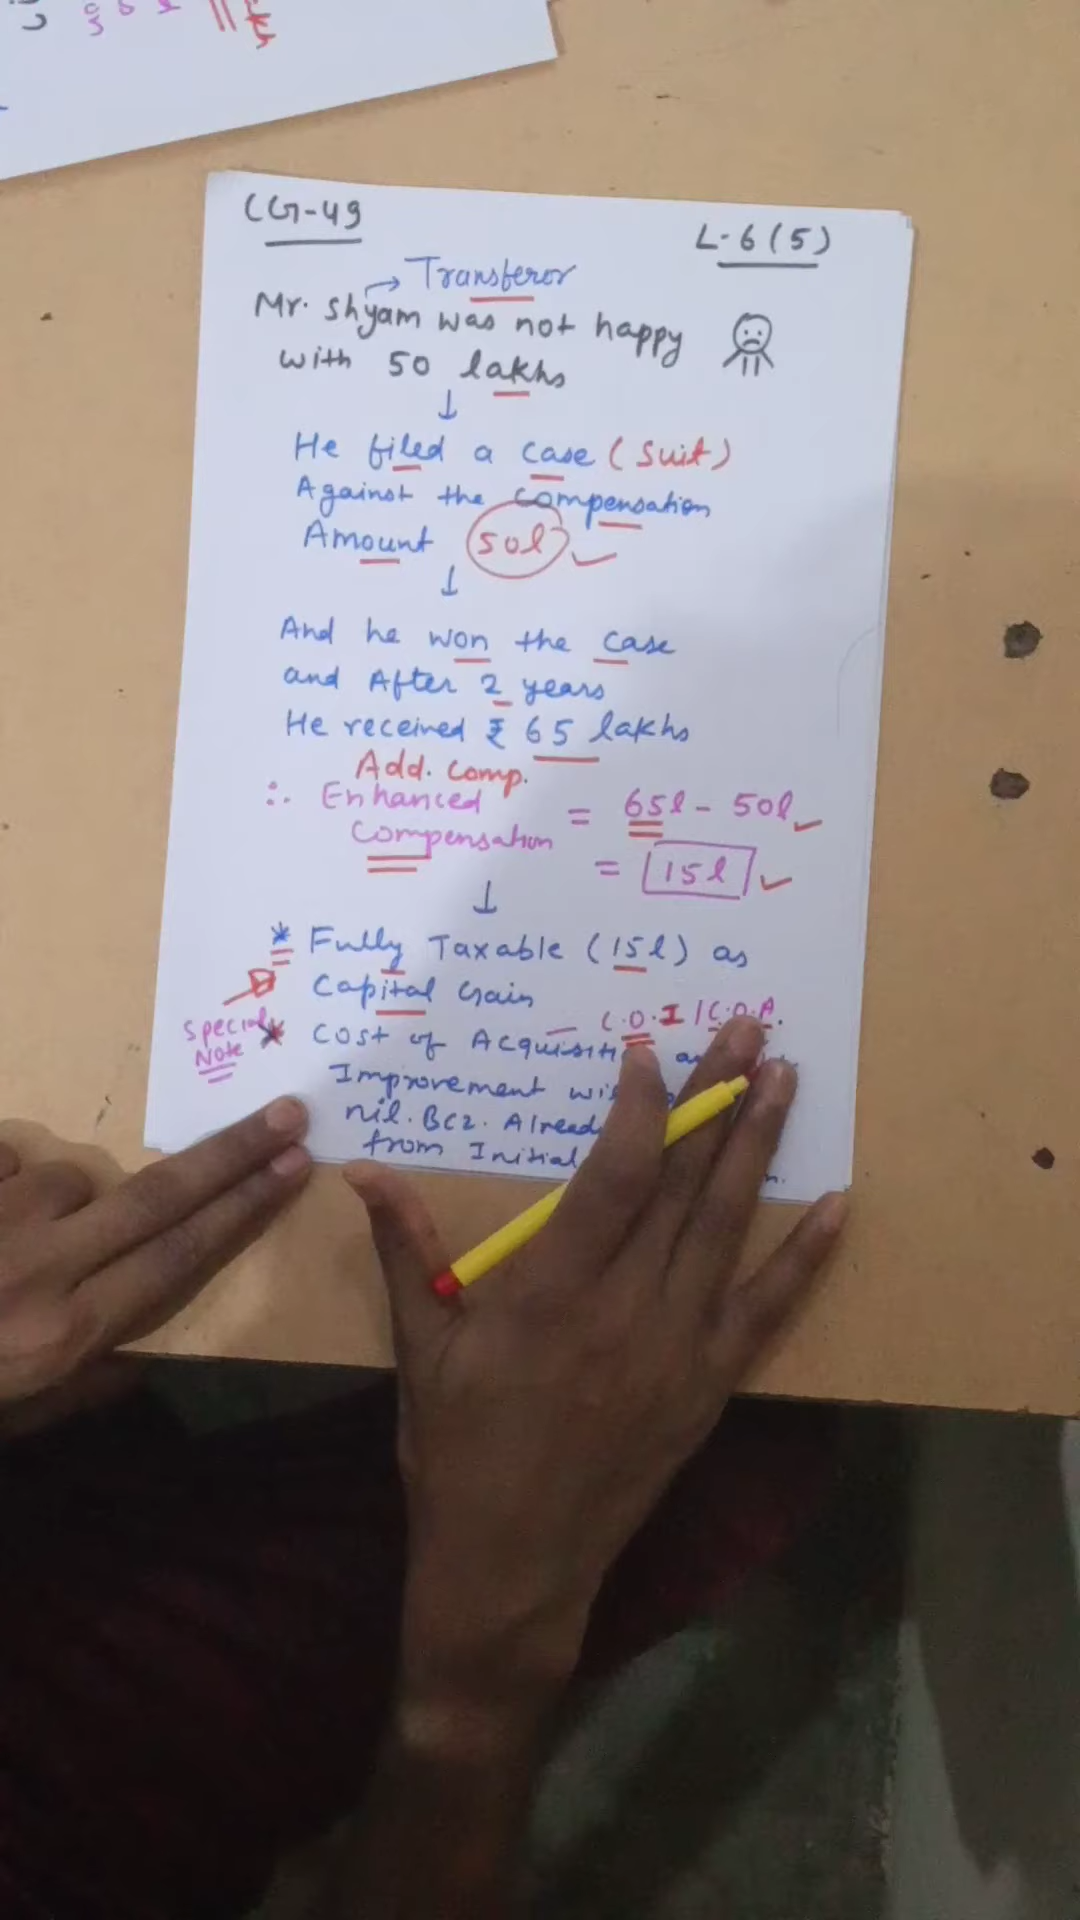 CG-49
L-6(5)
→ Transferor
Mr. Shyam was not happy
with 50 lakhs
↓
He filed a case (suit)
Against the compensation
Amount 50l ✓
↓
And he won the case
and After 2 years
He received ₹ 65 lakhs
Add. Comp.
∴ Enhanced = 65l - 50l ✓
Compensation = 15l ✓
↓
* Fully Taxable (15l) as
Capital Gain
– C.O.I / C.O.A.
Special Note * Cost of
Improvement
nil. Bcz.
from Initial